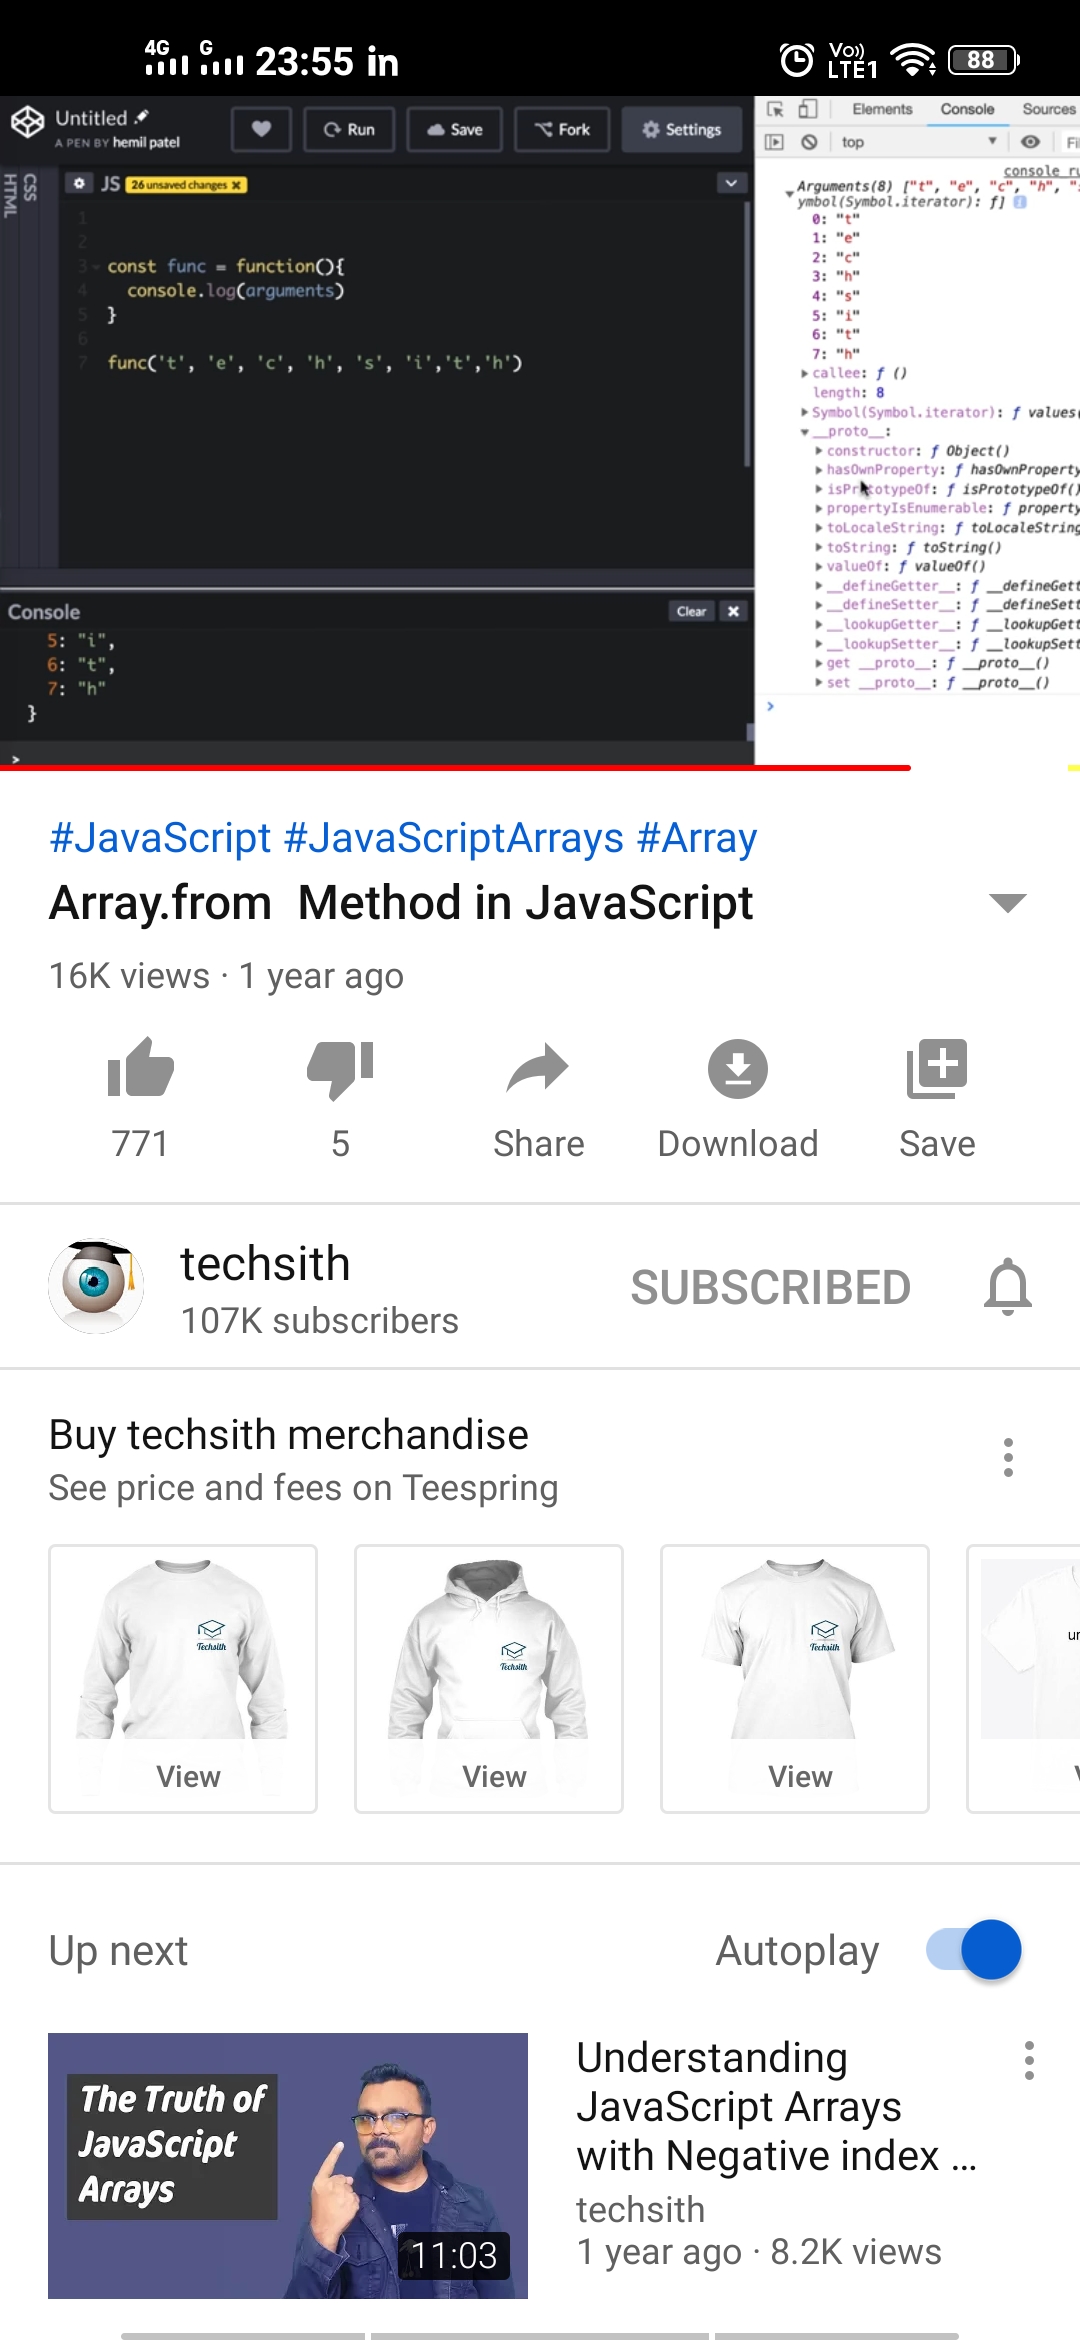 4G G 23:55 in Vo)) LTE1 88
Untitled
A PEN BY hemil patel
Run Save Fork Settings
Elements Console Sources
top
HTML
CSS
JS 26 unsaved changes x
1
2
3 const func = function(){
4 console.log(arguments)
5 }
6
7 func('t', 'e', 'c', 'h', 's', 'i','t','h')
Console
Clear x
5: "i",
6: "t",
7: "h"
}
>
console_ru
Arguments(8) ["t", "e", "c", "h", "s
ymbol(Symbol.iterator): f]
0: "t"
1: "e"
2: "c"
3: "h"
4: "s"
5: "i"
6: "t"
7: "h"
callee: f ()
length: 8
Symbol(Symbol.iterator): f values(
__proto__:
constructor: f Object()
hasOwnProperty: f hasOwnProperty
isPrototypeOf: f isPrototypeOf()
propertyIsEnumerable: f property
toLocaleString: f toLocaleString
toString: f toString()
valueOf: f valueOf()
__defineGetter__: f __defineGett
__defineSetter__: f __defineSett
__lookupGetter__: f __lookupGett
__lookupSetter__: f __lookupSett
get __proto__: f __proto__()
set __proto__: f __proto__()
>
#JavaScript #JavaScriptArrays #Array
Array.from Method in JavaScript
16K views · 1 year ago
771 5 Share Download Save
techsith
107K subscribers
SUBSCRIBED
Buy techsith merchandise
See price and fees on Teespring
Techsith
Techsith
Techsith
un
View View View
Up next Autoplay
The Truth of
JavaScript
Arrays
11:03
Understanding
JavaScript Arrays
with Negative index ...
techsith
1 year ago · 8.2K views